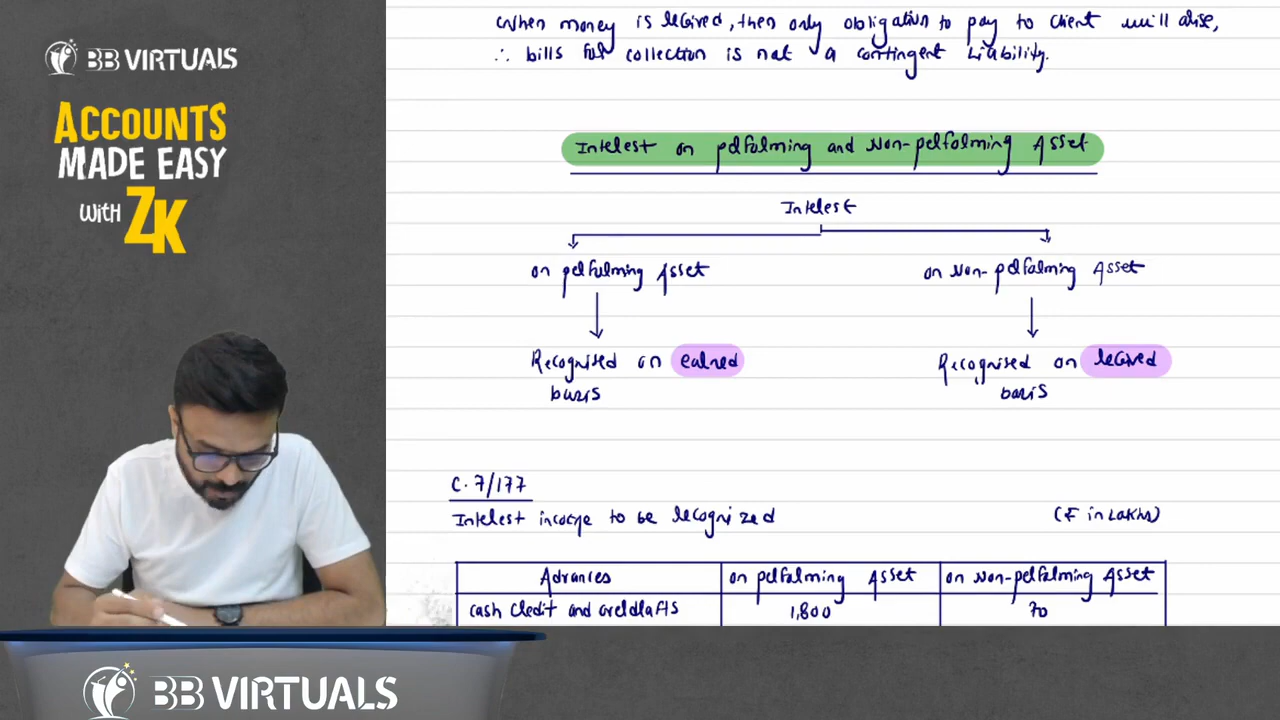 When money is received, then only obligation to pay to client will arise,
∴ bills for collection is not a contingent liability.
BB VIRTUALS
ACCOUNTS
MADE EASY
WITH ZK
Interest on performing and Non-performing Asset
Interest
on performing Asset
on Non-performing Asset
Recognised on earned
basis
Recognised on received
basis
C.7/177
Interest income to be recognized (₹ in Lakhs)
Advances on performing Asset on Non-performing Asset
cash credit and overdrafts 1,800 70
BB VIRTUALS